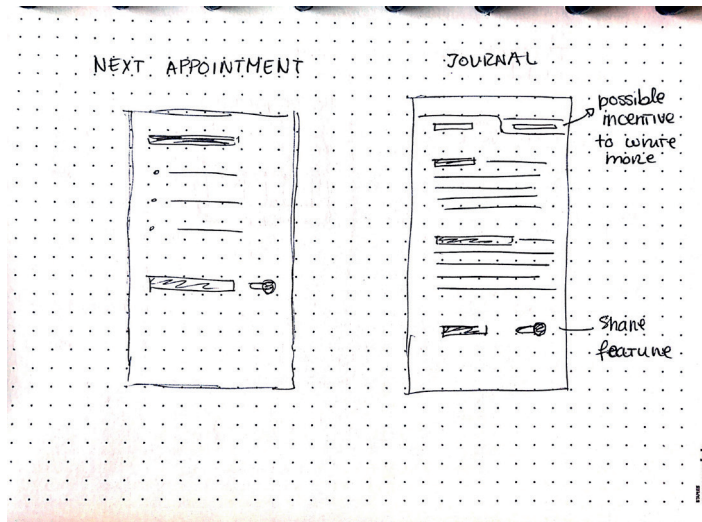 NEXT APPOINTMENT
JOURNAL
possible
incentive
to write
more
Share
feature